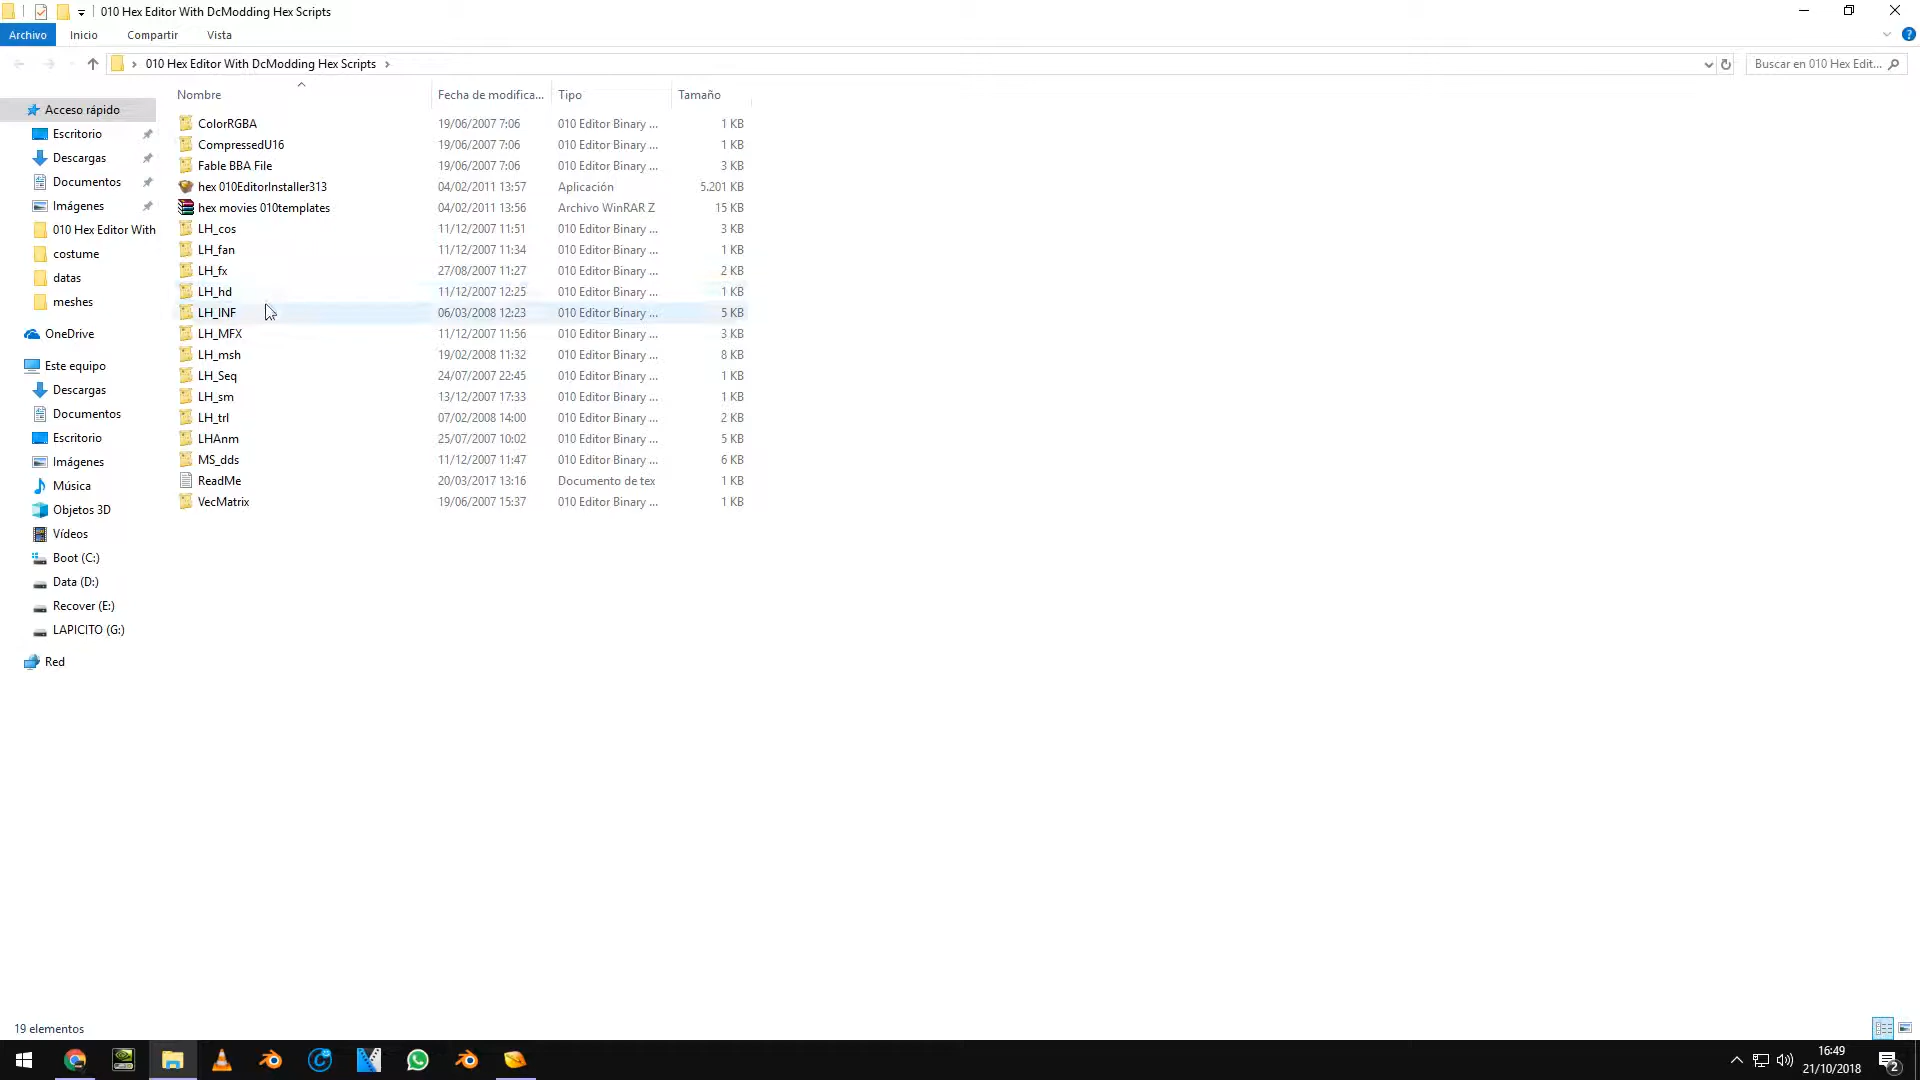 010 Hex Editor With DcModding Hex Scripts
Archivo Inicio Compartir Vista
010 Hex Editor With DcModding Hex Scripts
Buscar en 010 Hex Edit...
Nombre Fecha de modifica... Tipo Tamaño
Acceso rápido
Escritorio
Descargas
Documentos
Imágenes
010 Hex Editor With
costume
datas
meshes
OneDrive
Este equipo
Descargas
Documentos
Escritorio
Imágenes
Música
Objetos 3D
Vídeos
Boot (C:)
Data (D:)
Recover (E:)
LAPICITO (G:)
Red
ColorRGBA 19/06/2007 7:06 010 Editor Binary ... 1 KB
CompressedU16 19/06/2007 7:06 010 Editor Binary ... 1 KB
Fable BBA File 19/06/2007 7:06 010 Editor Binary ... 3 KB
hex 010EditorInstaller313 04/02/2011 13:57 Aplicación 5.201 KB
hex movies 010templates 04/02/2011 13:56 Archivo WinRAR Z 15 KB
LH_cos 11/12/2007 11:51 010 Editor Binary ... 3 KB
LH_fan 11/12/2007 11:34 010 Editor Binary ... 1 KB
LH_fx 27/08/2007 11:27 010 Editor Binary ... 2 KB
LH_hd 11/12/2007 12:25 010 Editor Binary ... 1 KB
LH_INF 06/03/2008 12:23 010 Editor Binary ... 5 KB
LH_MFX 11/12/2007 11:56 010 Editor Binary ... 3 KB
LH_msh 19/02/2008 11:32 010 Editor Binary ... 8 KB
LH_Seq 24/07/2007 22:45 010 Editor Binary ... 1 KB
LH_sm 13/12/2007 17:33 010 Editor Binary ... 1 KB
LH_trl 07/02/2008 14:00 010 Editor Binary ... 2 KB
LHAnm 25/07/2007 10:02 010 Editor Binary ... 5 KB
MS_dds 11/12/2007 11:47 010 Editor Binary ... 6 KB
ReadMe 20/03/2017 13:16 Documento de tex 1 KB
VecMatrix 19/06/2007 15:37 010 Editor Binary ... 1 KB
19 elementos
16:49
21/10/2018
2